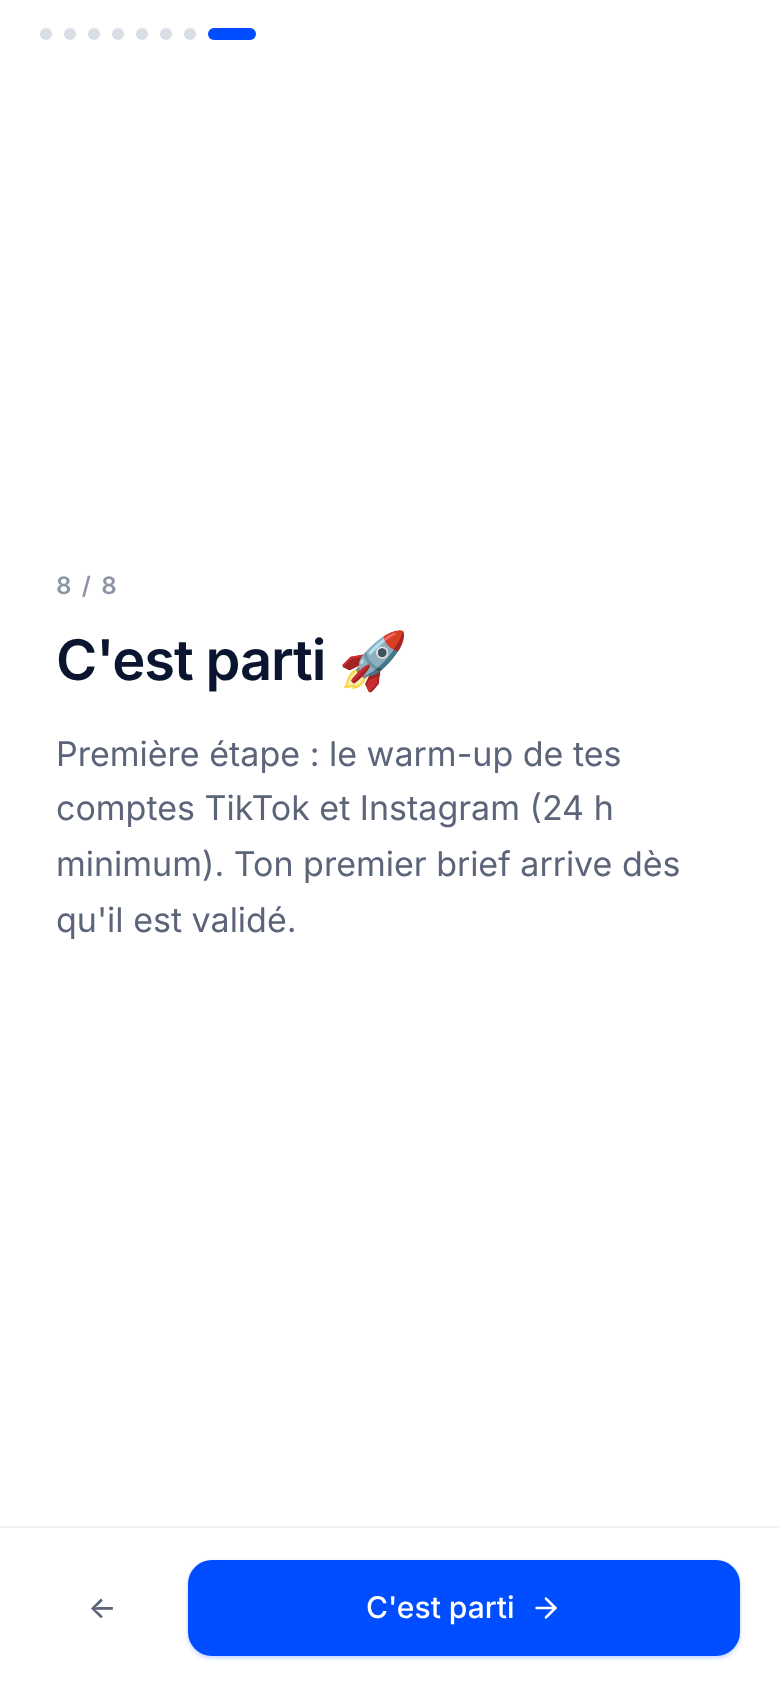 8 / 8
C'est parti 🚀
Première étape : le warm-up de tes
comptes TikTok et Instagram (24 h
minimum). Ton premier brief arrive dès
qu'il est validé.
← C'est parti →